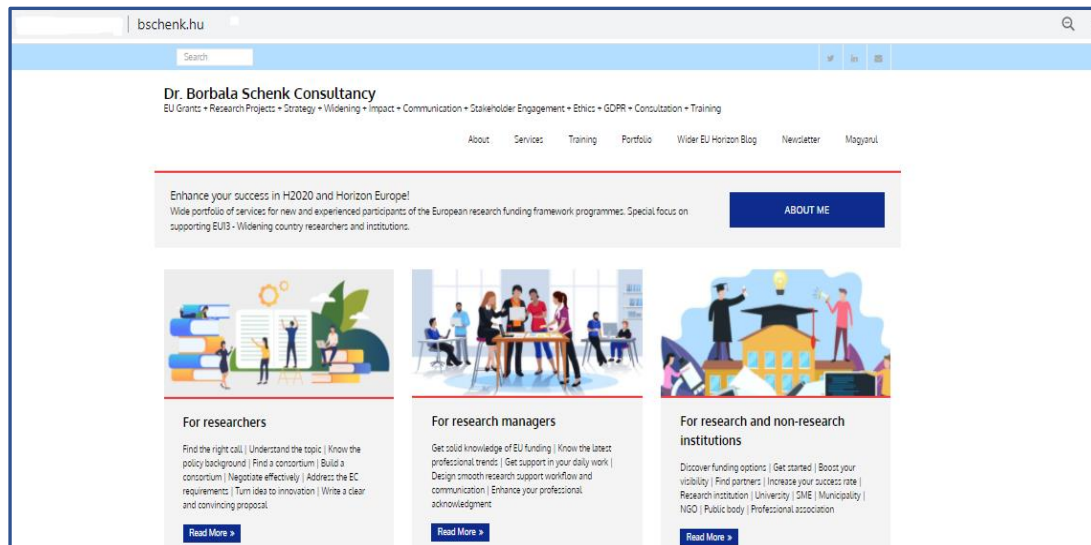 bschenk.hu
Search
Dr. Borbala Schenk Consultancy
EU Grants + Research Projects + Strategy + Widening + Impact + Communication + Stakeholder Engagement + Ethics + GDPR + Consultation + Training
About Services Training Portfolio Wider EU Horizon Blog Newsletter Magyarul
Enhance your success in H2020 and Horizon Europe!
Wide portfolio of services for new and experienced participants of the European research funding framework programmes. Special focus on
supporting EU13 - Widening country researchers and institutions.
ABOUT ME
For researchers
Find the right call | Understand the topic | Know the
policy background | Find a consortium | Build a
consortium | Negotiate effectively | Address the EC
requirements | Turn idea to innovation | Write a clear
and convincing proposal
Read More »
For research managers
Get solid knowledge of EU funding | Know the latest
professional trends | Get support in your daily work |
Design smooth research support workflow and
communication | Enhance your professional
acknowledgment
Read More »
For research and non-research
institutions
Discover funding options | Get started | Boost your
visibility | Find partners | Increase your success rate |
Research institution | University | SME | Municipality |
NGO | Public body | Professional association
Read More »